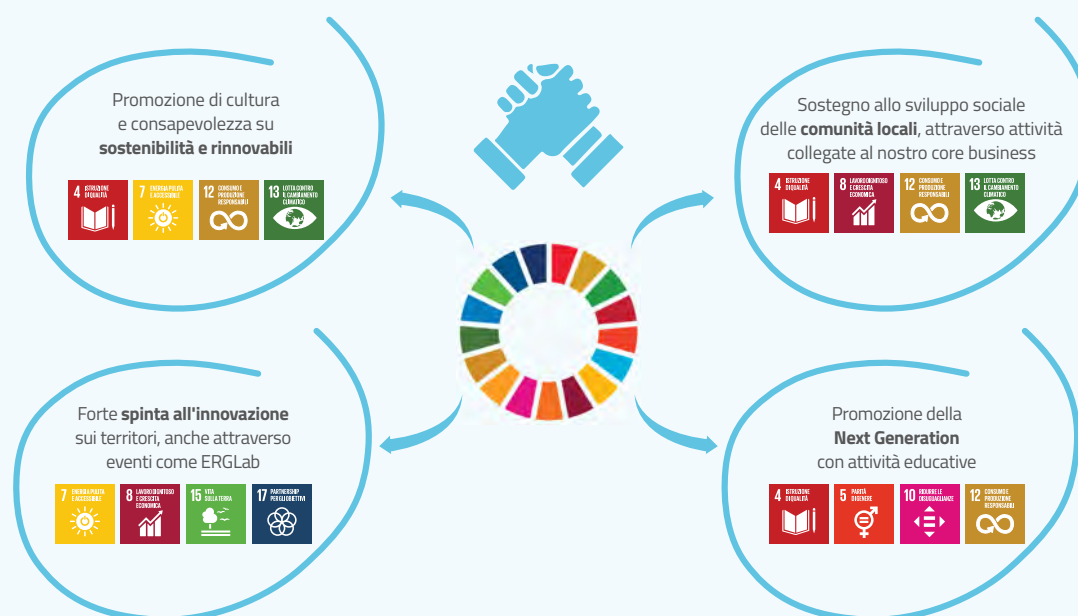 Promozione di cultura
e consapevolezza su
sostenibilità e rinnovabili
4 ISTRUZIONE
DI QUALITÀ
7 ENERGIA PULITA
E ACCESSIBILE
12 CONSUMO E
PRODUZIONE
RESPONSABILI
13 LOTTA CONTRO
IL CAMBIAMENTO
CLIMATICO
Sostegno allo sviluppo sociale
delle comunità locali, attraverso attività
collegate al nostro core business
4 ISTRUZIONE
DI QUALITÀ
8 LAVORO DIGNITOSO
E CRESCITA
ECONOMICA
12 CONSUMO E
PRODUZIONE
RESPONSABILI
13 LOTTA CONTRO
IL CAMBIAMENTO
CLIMATICO
Forte spinta all'innovazione
sui territori, anche attraverso
eventi come ERGLab
7 ENERGIA PULITA
E ACCESSIBILE
8 LAVORO DIGNITOSO
E CRESCITA
ECONOMICA
15 VITA
SULLA TERRA
17 PARTNERSHIP
PER GLI OBIETTIVI
Promozione della
Next Generation
con attività educative
4 ISTRUZIONE
DI QUALITÀ
5 PARITÀ
DI GENERE
10 RIDURRE LE
DISUGUAGLIANZE
12 CONSUMO E
PRODUZIONE
RESPONSABILI